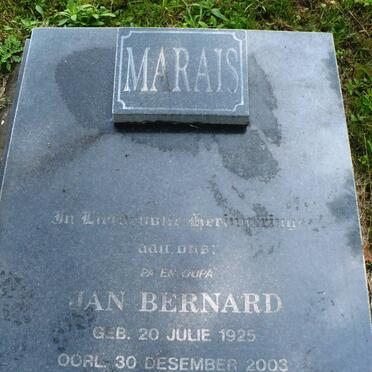 MARAIS
In Liefdevolle Herinnering
aan ons:
PA EN OUPA
JAN BERNARD
GEB. 20 JULIE 1925
OORL. 30 DESEMBER 2003